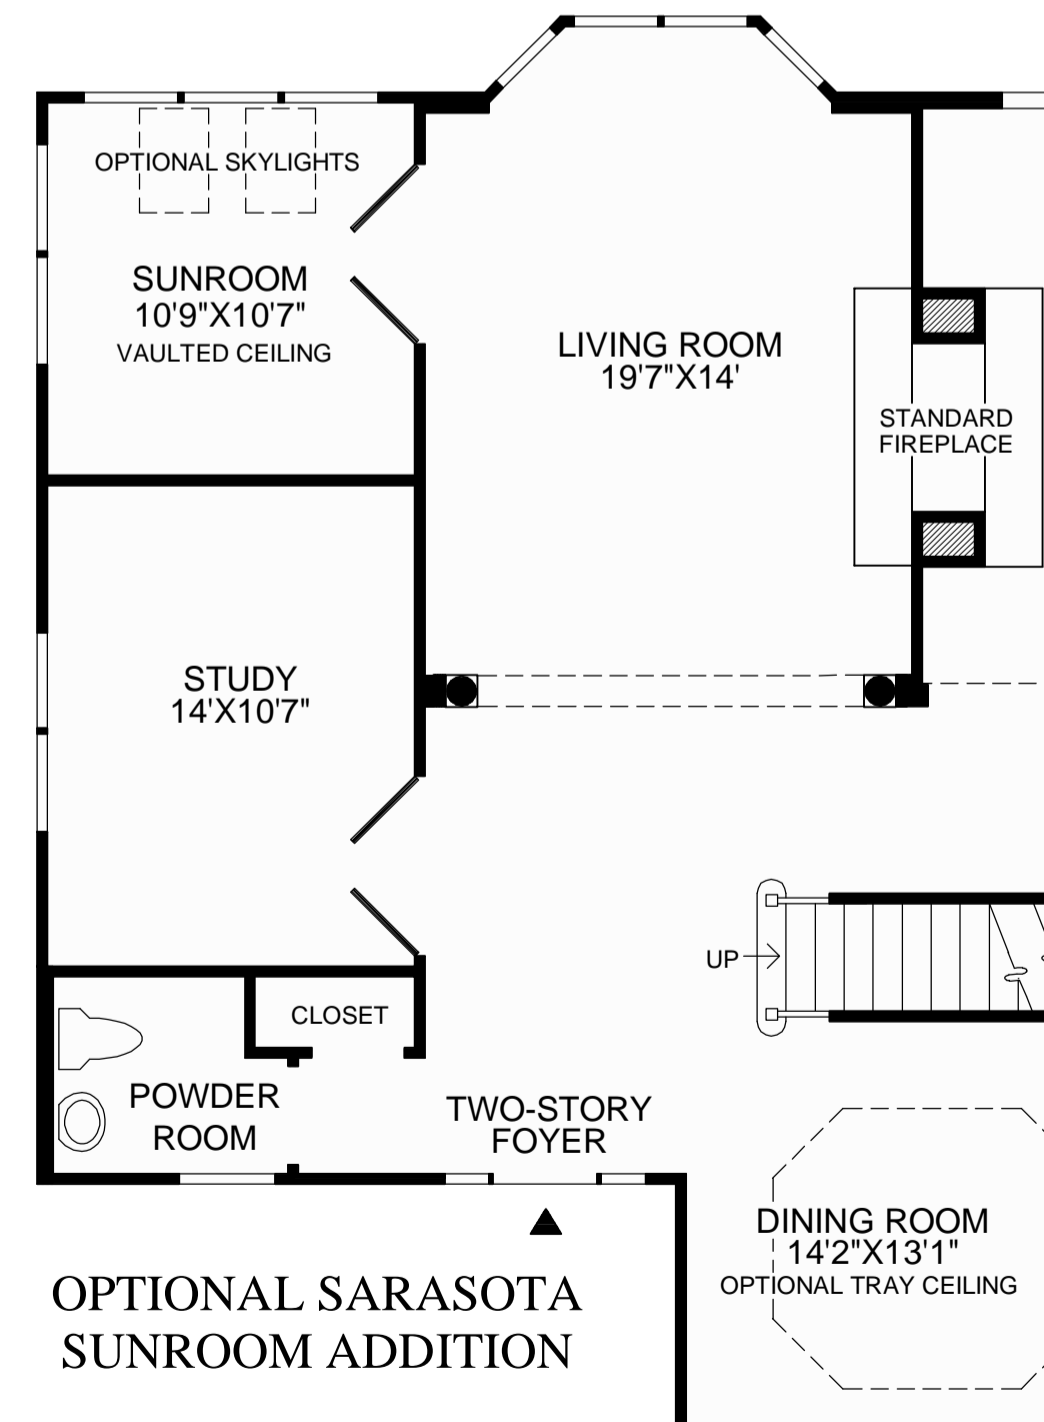 OPTIONAL SKYLIGHTS
SUNROOM
10'9"X10'7"
VAULTED CEILING
LIVING ROOM
19'7"X14'
STANDARD
FIREPLACE
STUDY
14'X10'7"
UP
CLOSET
POWDER
ROOM
TWO-STORY
FOYER
DINING ROOM
14'2"X13'1"
OPTIONAL TRAY CEILING
OPTIONAL SARASOTA
SUNROOM ADDITION